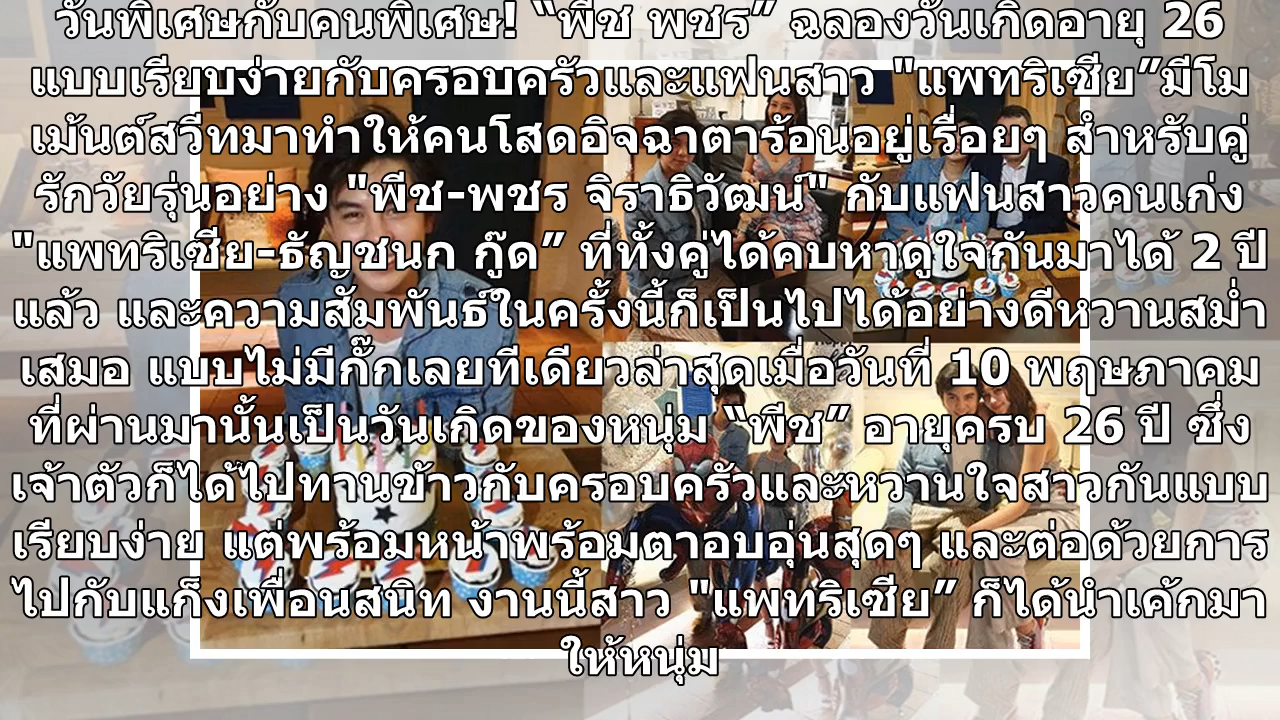 วันพิเศษกับคนพิเศษ! “พีช พชร” ฉลองวันเกิดอายุ 26
แบบเรียบง่ายกับครอบครัวและแฟนสาว "แพทริเซีย”มีโม
เม้นต์สวีทมาทำให้คนโสดอิจฉาตาร้อนอยู่เรื่อยๆ สำหรับคู่
รักวัยรุ่นอย่าง "พีช-พชร จิราธิวัฒน์" กับแฟนสาวคนเก่ง
"แพทริเซีย-ธัญชนก กู๊ด” ที่ทั้งคู่ได้คบหาดูใจกันมาได้ 2 ปี
แล้ว และความสัมพันธ์ในครั้งนี้ก็เป็นไปได้อย่างดีหวานสม่ำ
เสมอ แบบไม่มีกั๊กเลยทีเดียวล่าสุดเมื่อวันที่ 10 พฤษภาคม
ที่ผ่านมานั้นเป็นวันเกิดของหนุ่ม “พีช” อายุครบ 26 ปี ซึ่ง
เจ้าตัวก็ได้ไปทานข้าวกับครอบครัวและหวานใจสาวกันแบบ
เรียบง่าย แต่พร้อมหน้าพร้อมตาอบอุ่นสุดๆ และต่อด้วยการ
ไปกับแก็งเพื่อนสนิท งานนี้สาว "แพทริเซีย” ก็ได้นำเค้กมา
ให้หนุ่ม